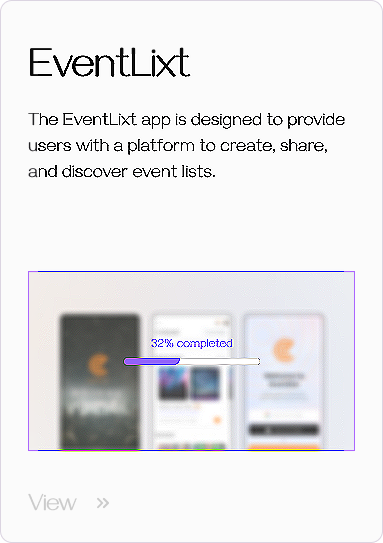 EventLixt
The EventLixt app is designed to provide
users with a platform to create, share,
and discover event lists.
32% completed
View »